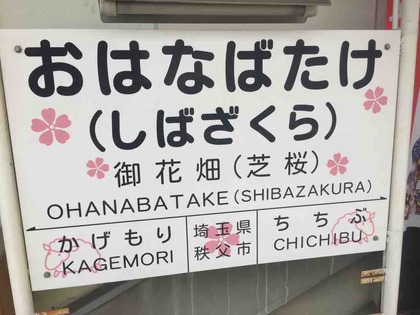 おはなばたけ
(しばざくら)
御花畑(芝桜)
OHANABATAKE(SHIBAZAKURA)
かげもり
KAGEMORI
埼玉県
秩父市
ちちぶ
CHICHIBU